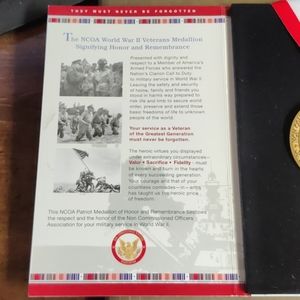 THEY MUST NEVER BE FORGOTTEN
The NCOA World War II Veterans Medallion
Signifying Honor and Remembrance
Presented with dignity and
respect to a Member of America's
Armed Forces who answered the
Nation's Clarion Call to Duty:
to military service in World War II.
Leaving the safety and security
of home, family and friends you
stood in harm's way prepared to
risk life and limb to secure world
order, preserve and extend those
basic freedoms of life to unknown
people of the world.
Your service as a Veteran
of the Greatest Generation
must never be forgotten.
The heroic virtues you displayed
under extraordinary circumstances–
Valor • Sacrifice • Fidelity - must
be known and burn in the hearts
of every succeeding generation.
Your courage and that of your
countless comrades–in–arms
has taught us the heroic price
of freedom.
This NCOA Patriot Medallion of Honor and Remembrance bestows
the respect and the honor of the Non Commissioned Officers
Association for your military service in World War II.